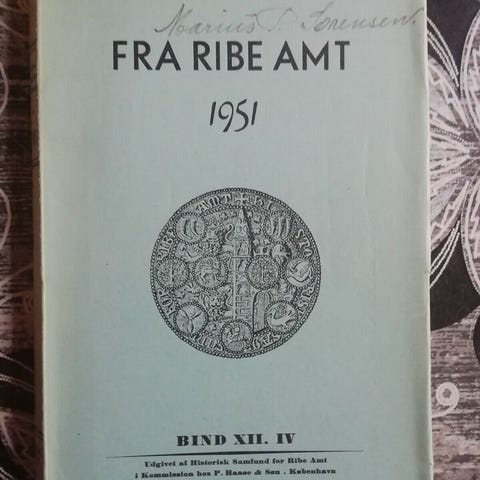 Marius P. Sørensen.
FRA RIBE AMT
1951
BIND XII. IV
Udgivet af Historisk Samfund for Ribe Amt
i Kommission hos P. Haase & Søn . København